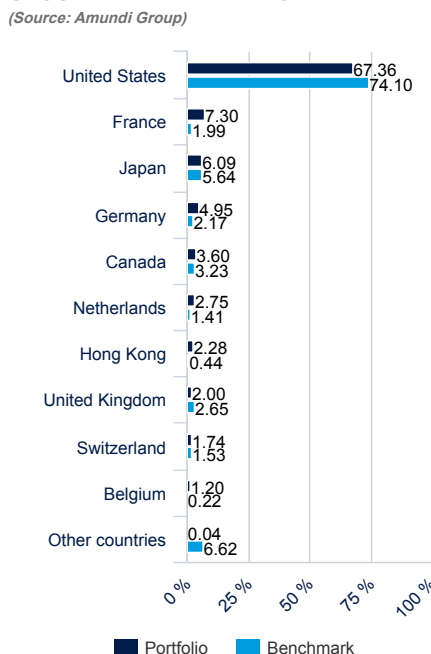 (Source: Amundi Group)
United States
67.36
74.10
France
7.30
1.99
Japan
6.09
5.64
Germany
4.95
2.17
Canada
3.60
3.23
Netherlands
2.75
1.41
Hong Kong
2.28
0.44
United Kingdom
2.00
2.65
Switzerland
1.74
1.53
Belgium
1.20
0.22
Other countries
0.04
6.62
0 %
25 %
50 %
75 %
100 %
Portfolio
Benchmark